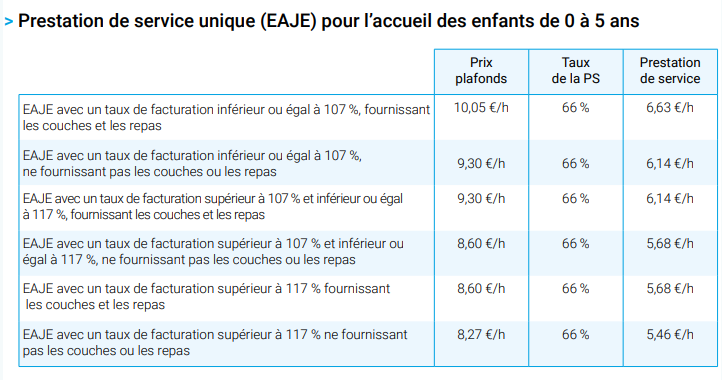 > Prestation de service unique (EAJE) pour l’accueil des enfants de 0 à 5 ans
Prix plafonds Taux de la PS Prestation de service
EAJE avec un taux de facturation inférieur ou égal à 107 %, fournissant
les couches et les repas
10,05 €/h 66 % 6,63 €/h
EAJE avec un taux de facturation inférieur ou égal à 107 %,
ne fournissant pas les couches ou les repas
9,30 €/h 66 % 6,14 €/h
EAJE avec un taux de facturation supérieur à 107 % et inférieur ou égal
à 117 %, fournissant les couches et les repas
9,30 €/h 66 % 6,14 €/h
EAJE avec un taux de facturation supérieur à 107 % et inférieur ou
égal à 117 %, ne fournissant pas les couches ou les repas
8,60 €/h 66 % 5,68 €/h
EAJE avec un taux de facturation supérieur à 117 % fournissant
les couches et les repas
8,60 €/h 66 % 5,68 €/h
EAJE avec un taux de facturation supérieur à 117 % ne fournissant
pas les couches ou les repas
8,27 €/h 66 % 5,46 €/h